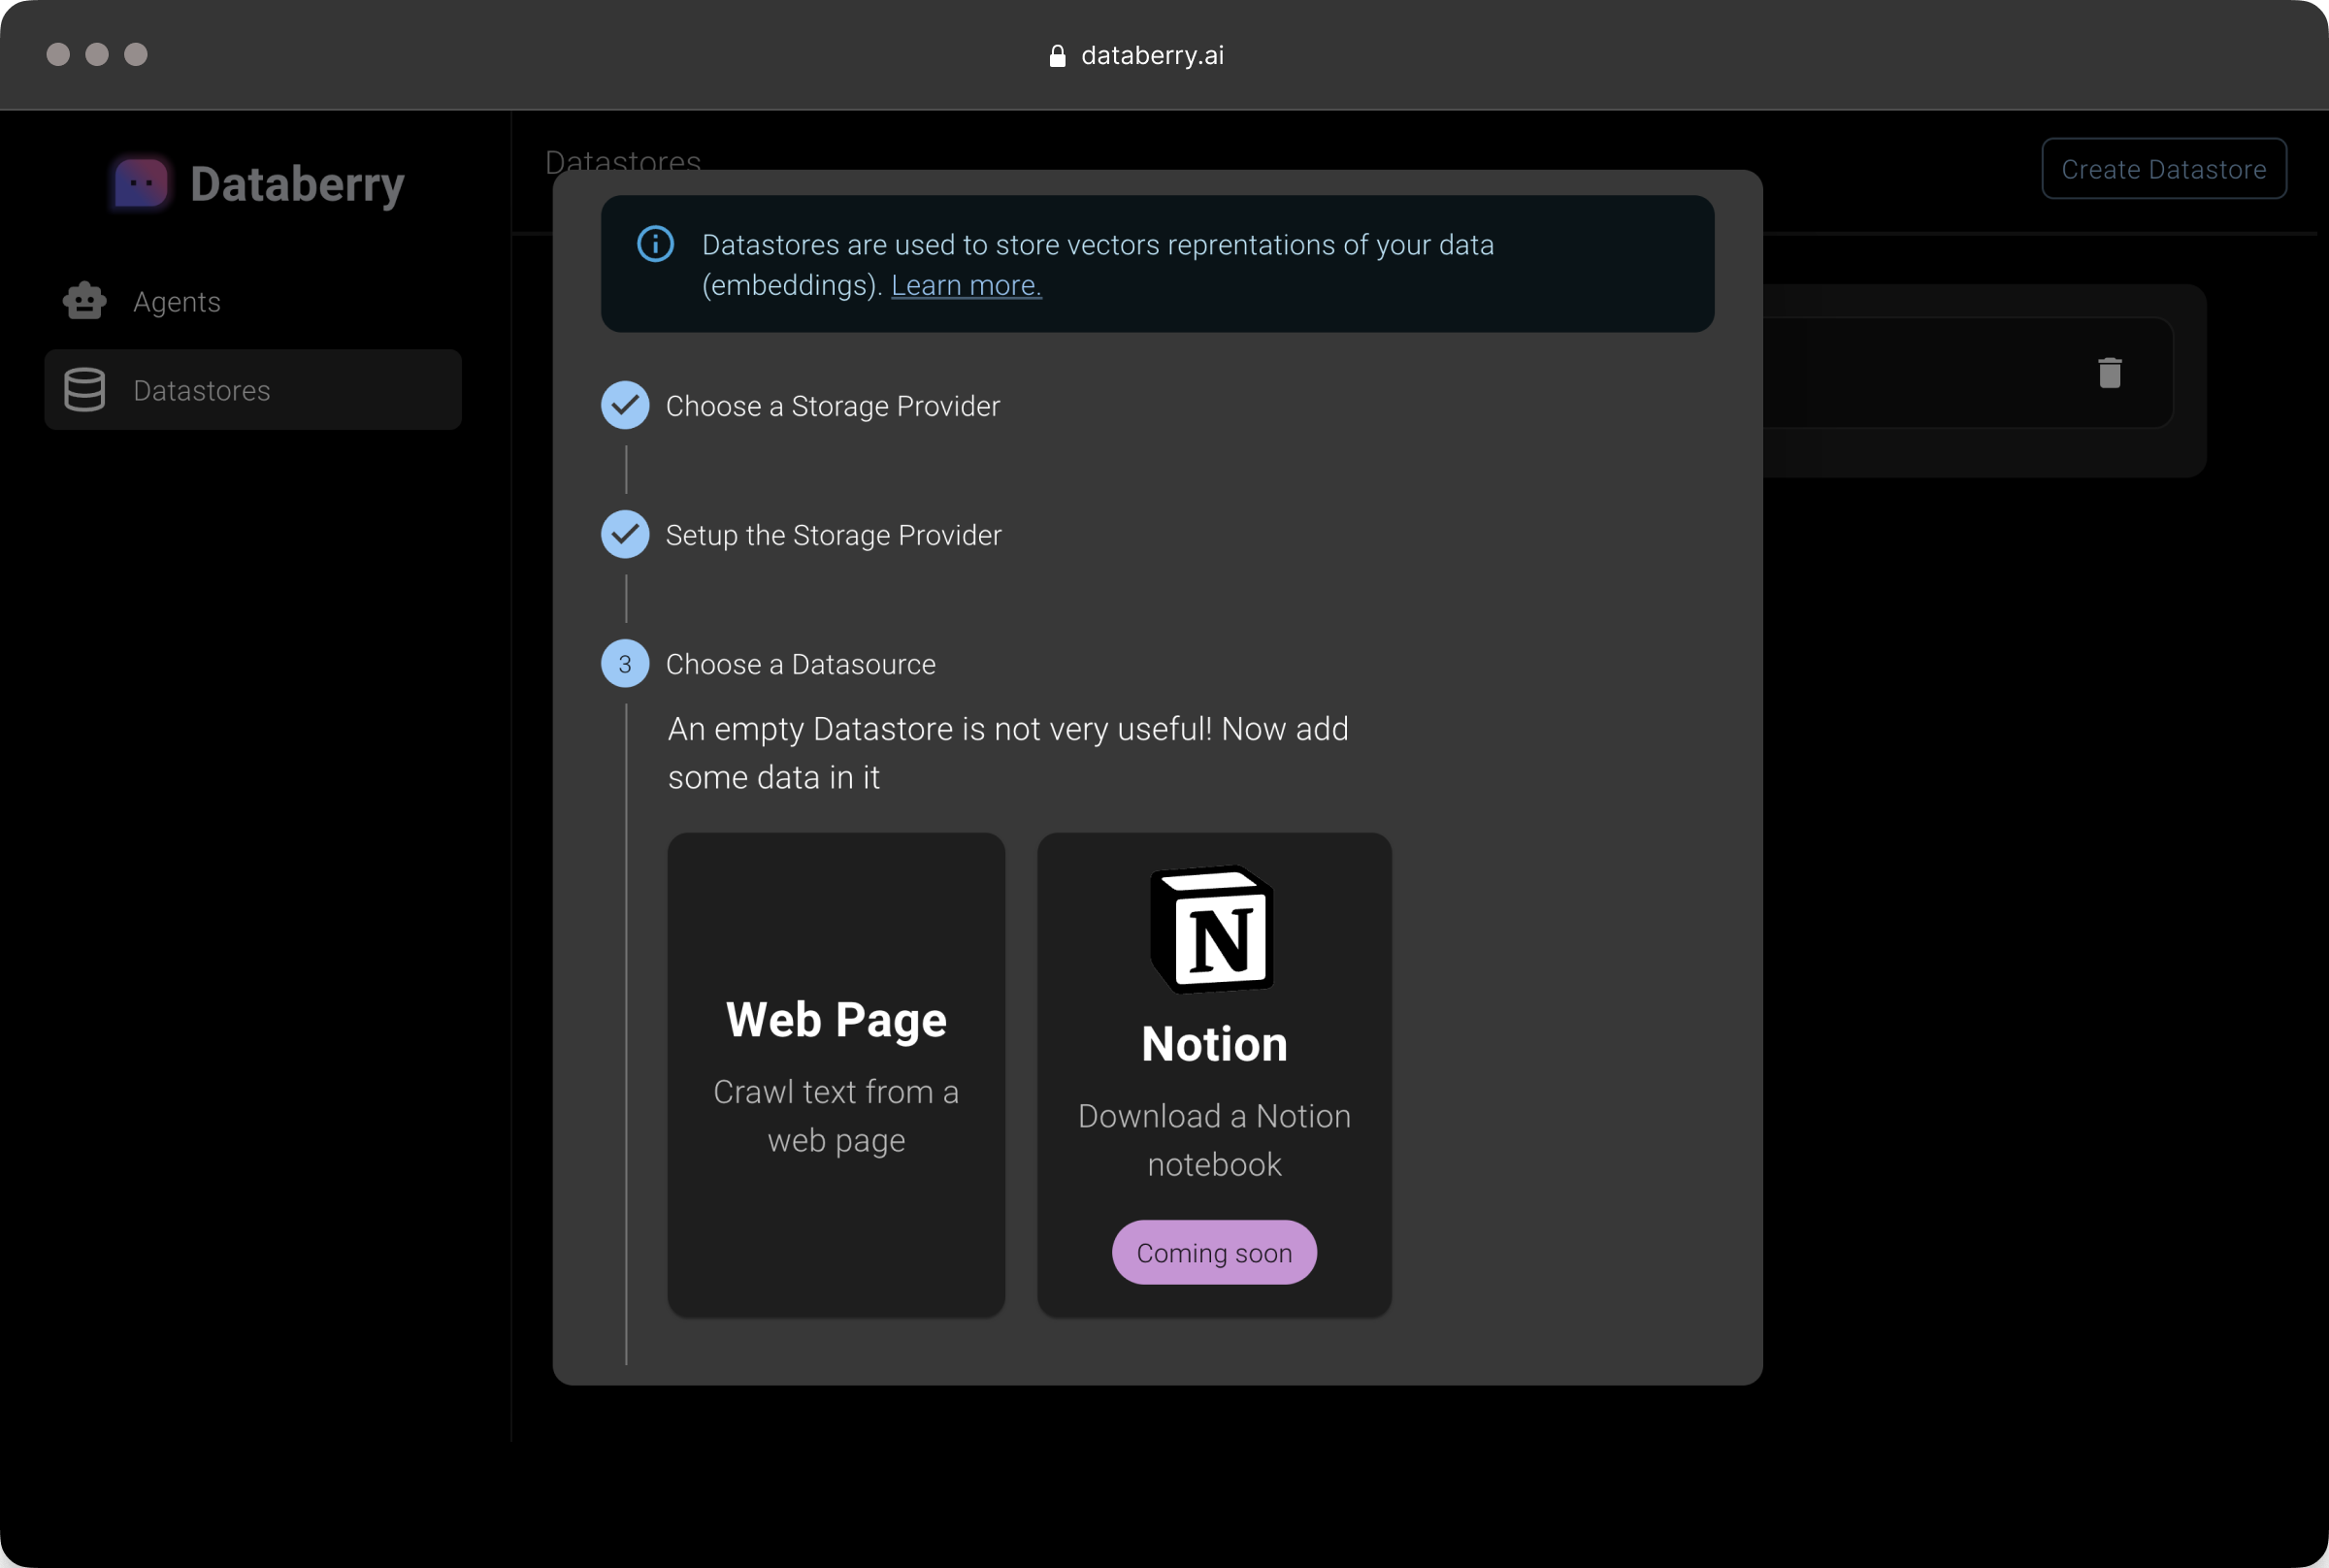 databerry.ai
Databerry
Agents
Datastores
Datastores
Create Datastore
Datastores are used to store vectors reprentations of your data
(embeddings). Learn more.
Choose a Storage Provider
Setup the Storage Provider
3 Choose a Datasource
An empty Datastore is not very useful! Now add
some data in it
Web Page
Crawl text from a
web page
N
Notion
Download a Notion
notebook
Coming soon